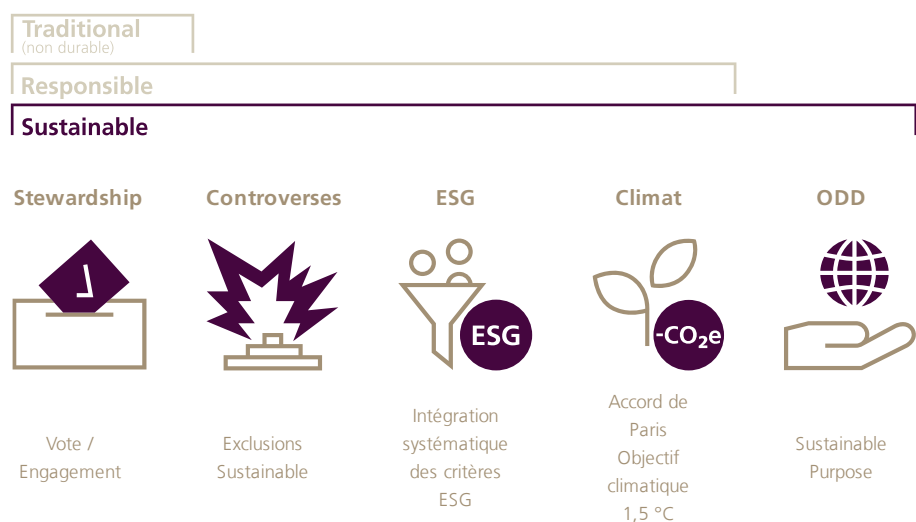 Traditional
(non durable)
Responsible
Sustainable
Stewardship
Controverses
ESG
Climat
ODD
ESG
-CO₂e
Vote /
Engagement
Exclusions
Sustainable
Intégration
systématique
des critères
ESG
Accord de
Paris
Objectif
climatique
1,5 °C
Sustainable
Purpose